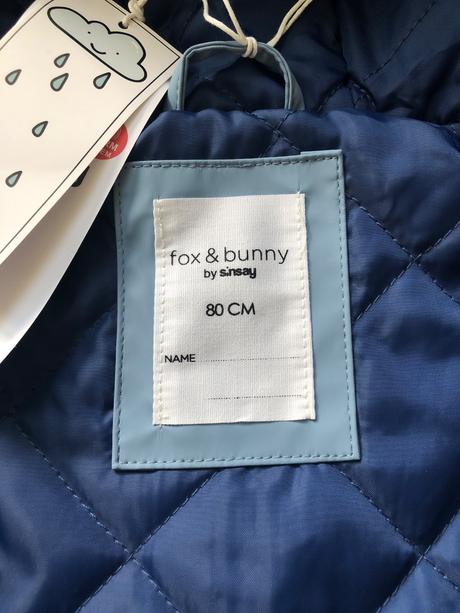 fox & bunny
by sinsay
80 CM
NAME